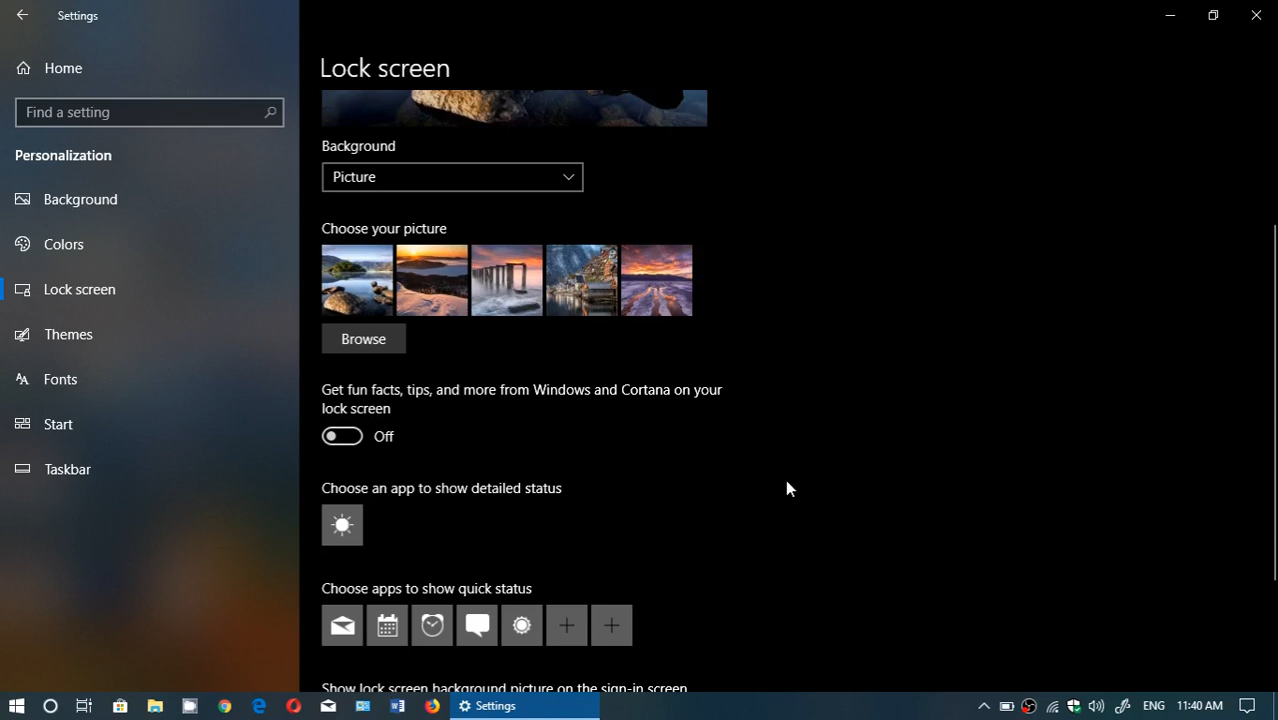 Settings
Home
Find a setting
Personalization
Background
Colors
Lock screen
Themes
Fonts
Start
Taskbar
Lock screen
Background
Picture
Choose your picture
Browse
Get fun facts, tips, and more from Windows and Cortana on your
lock screen
Off
Choose an app to show detailed status
Choose apps to show quick status
Show lock screen background picture on the sign-in screen
Settings
ENG
11:40 AM